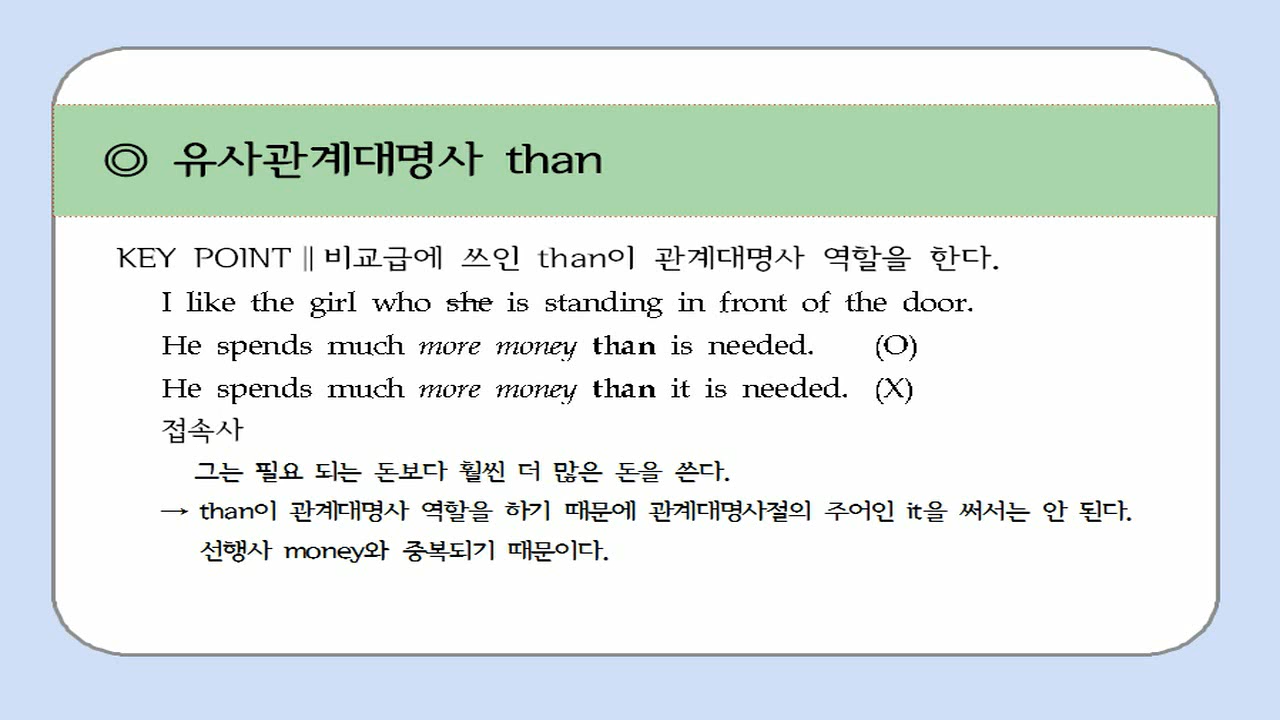 ◎ 유사관계대명사 than
KEY POINT ∥ 비교급에 쓰인 than이 관계대명사 역할을 한다.
I like the girl who she is standing in front of the door.
He spends much more money than is needed. (O)
He spends much more money than it is needed. (X)
접속사
그는 필요 되는 돈보다 훨씬 더 많은 돈을 쓴다.
→ than이 관계대명사 역할을 하기 때문에 관계대명사절의 주어인 it을 써서는 안 된다.
선행사 money와 중복되기 때문이다.